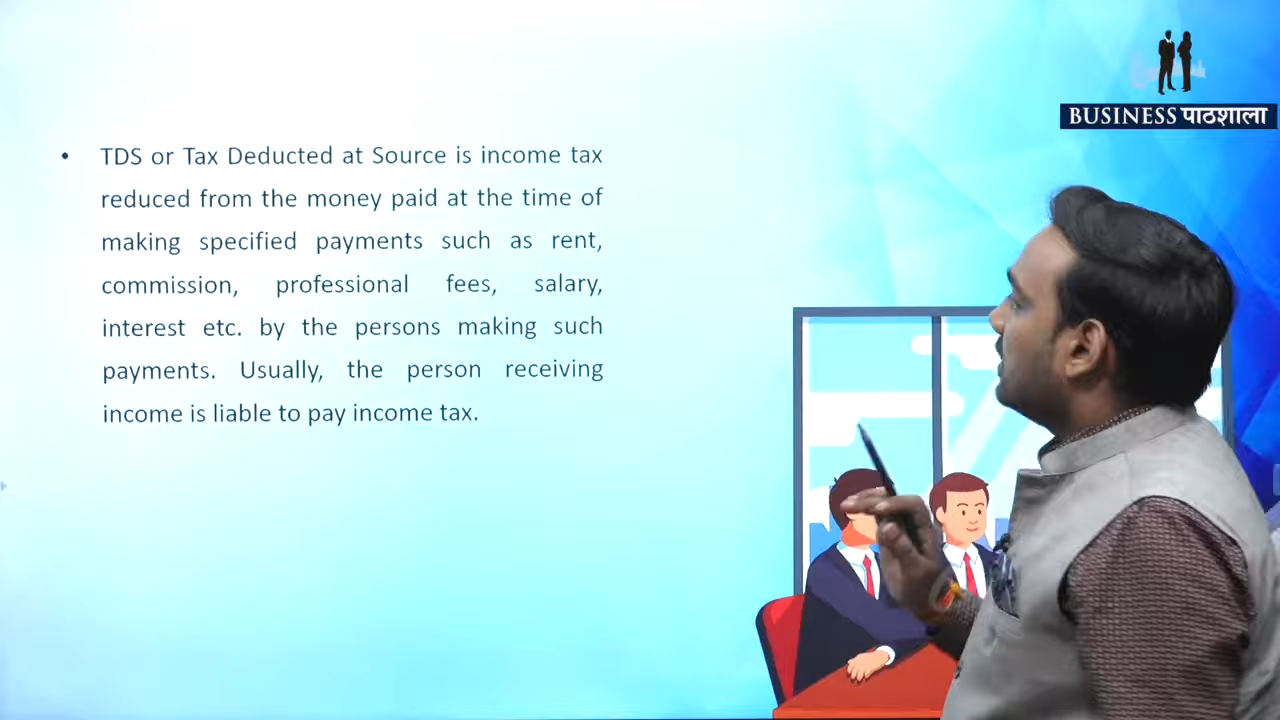 BUSINESS पाठशाला
• TDS or Tax Deducted at Source is income tax
reduced from the money paid at the time of
making specified payments such as rent,
commission, professional fees, salary,
interest etc. by the persons making such
payments. Usually, the person receiving
income is liable to pay income tax.